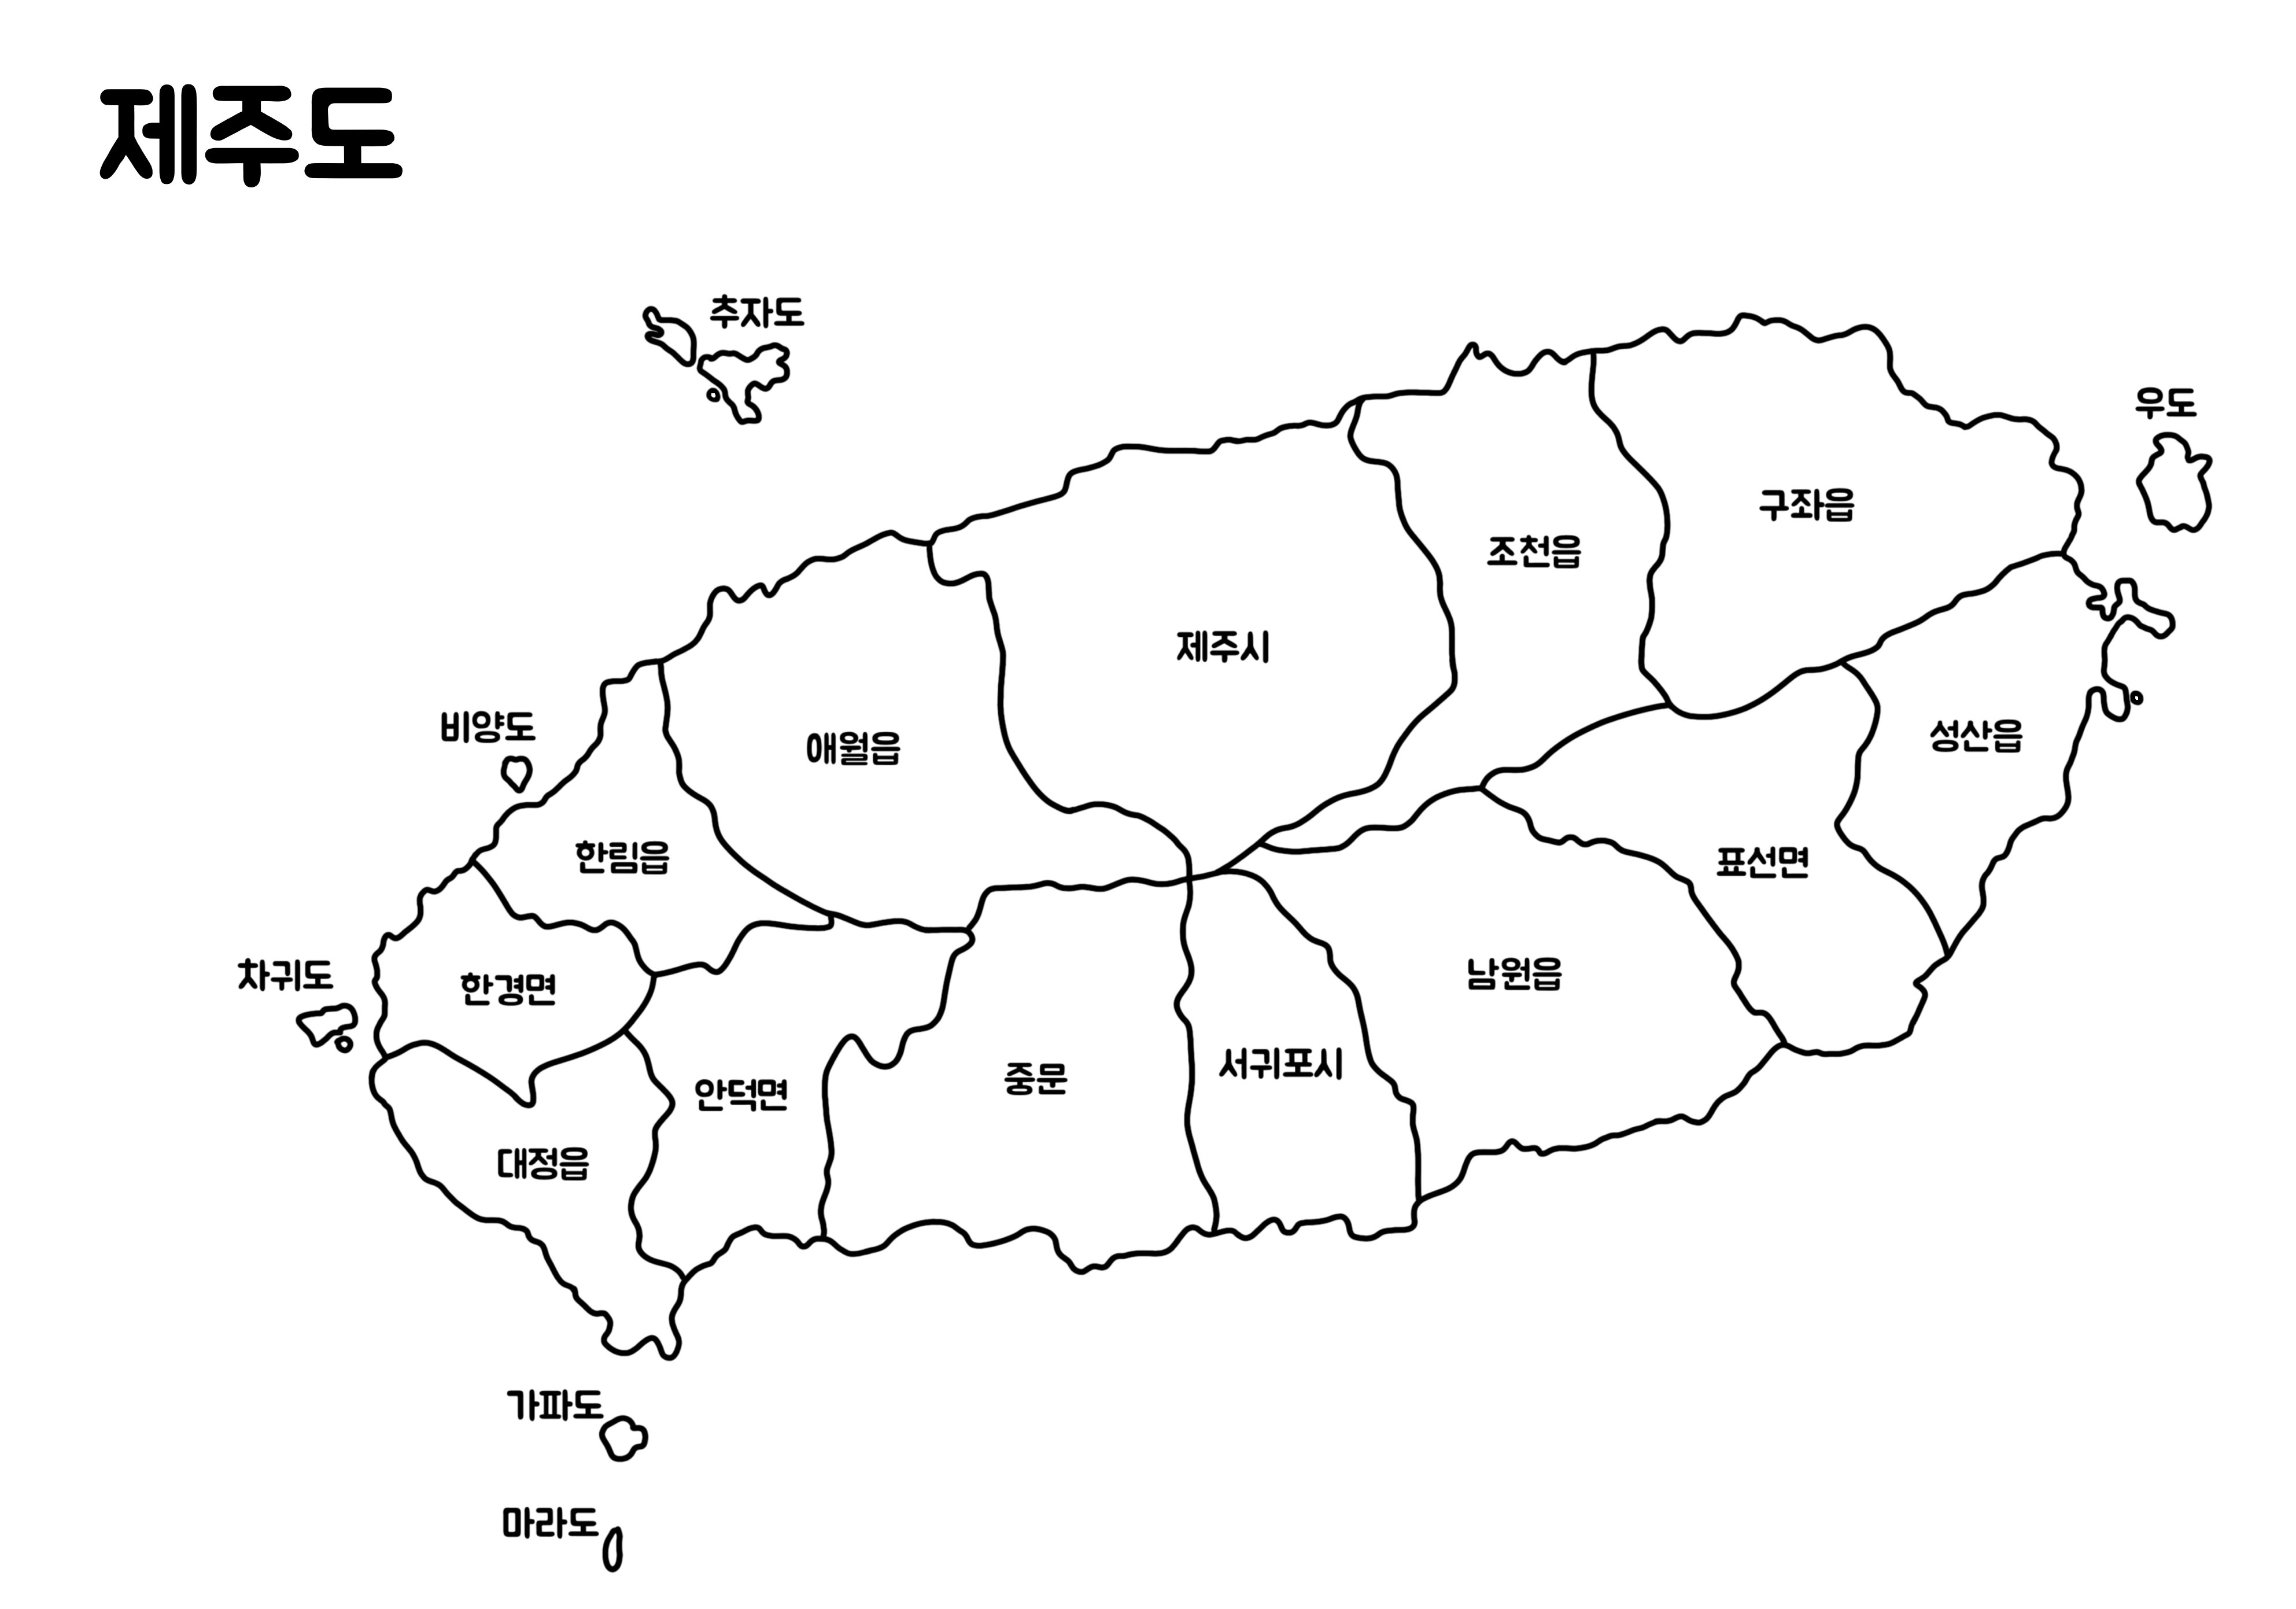 제주도
추자도
우도
구좌읍
조천읍
제주시
비양도
애월읍
성산읍
한림읍
표선면
차귀도
한경면
남원읍
안덕면
중문
서귀포시
대정읍
가파도
마라도